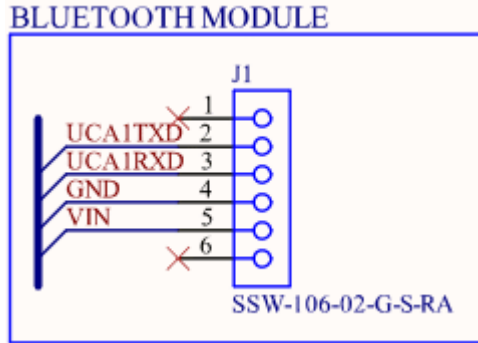 BLUETOOTH MODULE
J1
1
UCA1TXD 2
UCA1RXD 3
GND 4
VIN 5
6
SSW-106-02-G-S-RA